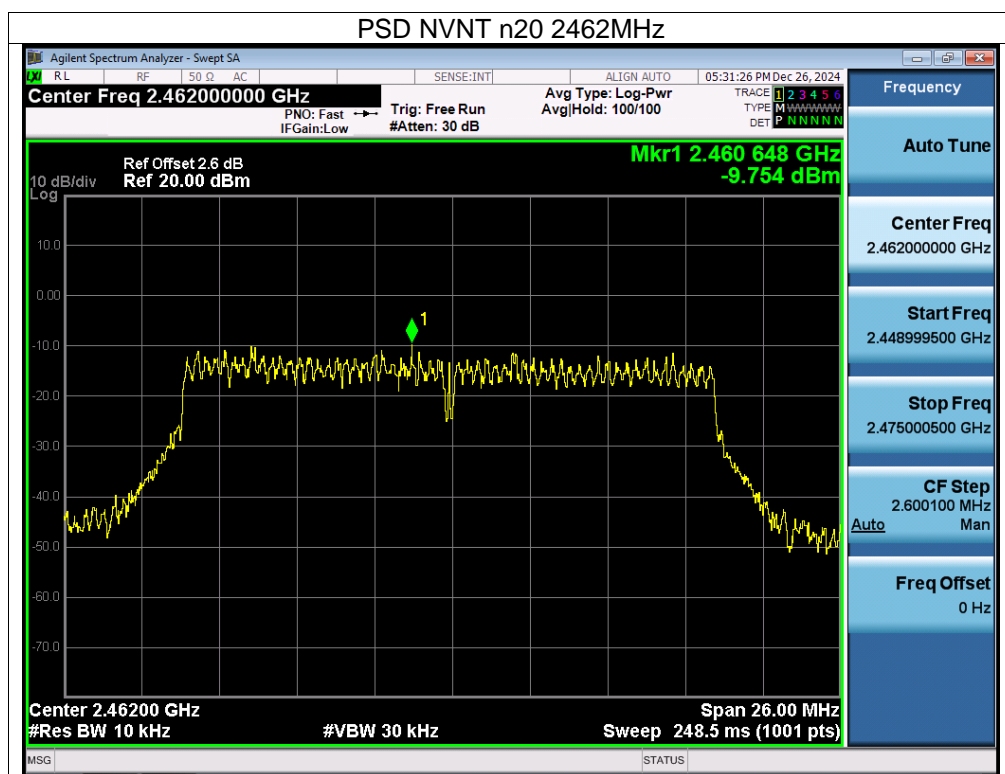 PSD NVNT n20 2462MHz
Agilent Spectrum Analyzer - Swept SA
LXI RL RF 50 Ω AC SENSE:INT ALIGN AUTO 05:31:26 PM Dec 26, 2024
Center Freq 2.462000000 GHz
PNO: Fast
IFGain:Low
Trig: Free Run
#Atten: 30 dB
Avg Type: Log-Pwr
Avg|Hold: 100/100
TRACE 1 2 3 4 5 6
TYPE M WWWWW
DET P N N N N N
Ref Offset 2.6 dB
10 dB/div Ref 20.00 dBm
Log
Mkr1 2.460 648 GHz
-9.754 dBm
1
10.0
0.00
-10.0
-20.0
-30.0
-40.0
-50.0
-60.0
-70.0
Center 2.46200 GHz Span 26.00 MHz
#Res BW 10 kHz #VBW 30 kHz Sweep 248.5 ms (1001 pts)
MSG STATUS
Frequency
Auto Tune
Center Freq
2.462000000 GHz
Start Freq
2.448999500 GHz
Stop Freq
2.475000500 GHz
CF Step
2.600100 MHz
Auto Man
Freq Offset
0 Hz